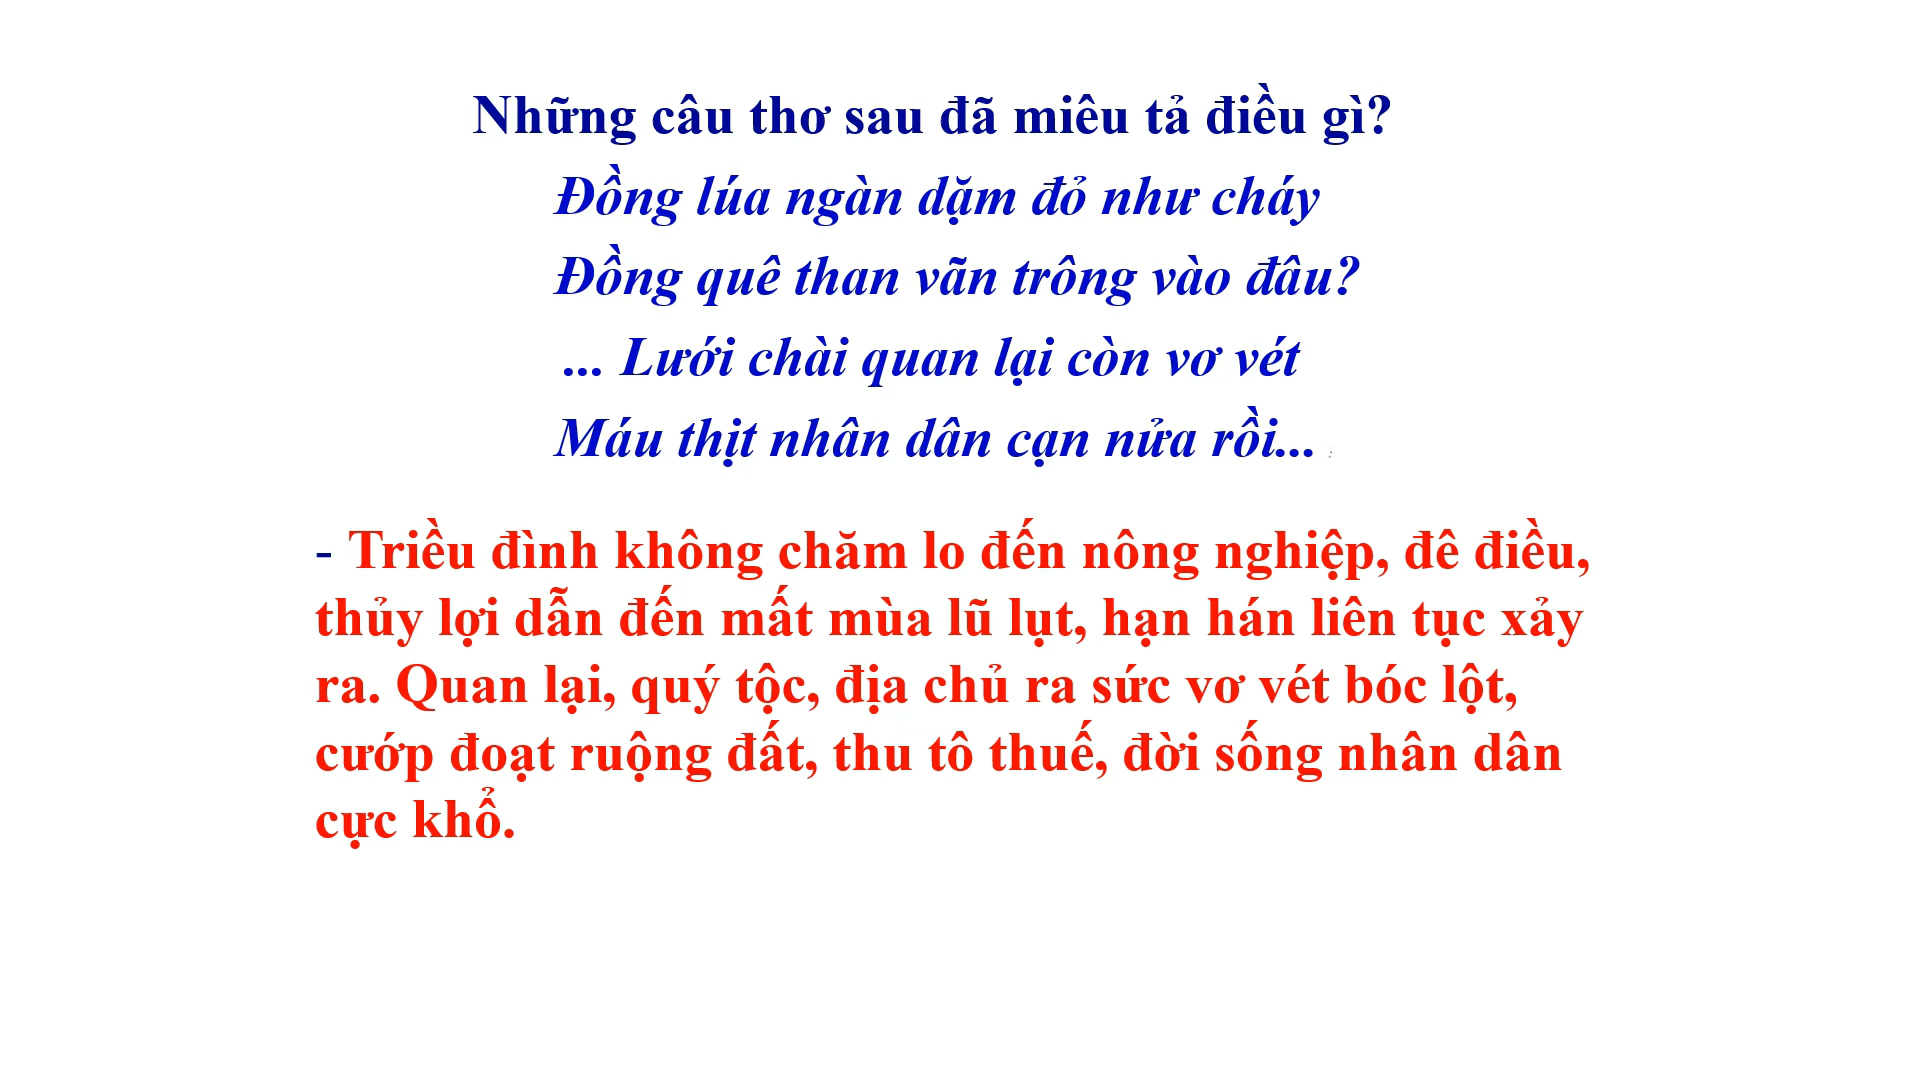 Những câu thơ sau đã miêu tả điều gì?
Đồng lúa ngàn dặm đỏ như cháy
Đồng quê than vãn trông vào đâu?
... Lưới chài quan lại còn vơ vét
Máu thịt nhân dân cạn nửa rồi...
- Triều đình không chăm lo đến nông nghiệp, đê điều,
thủy lợi dẫn đến mất mùa lũ lụt, hạn hán liên tục xảy
ra. Quan lại, quý tộc, địa chủ ra sức vơ vét bóc lột,
cướp đoạt ruộng đất, thu tô thuế, đời sống nhân dân
cực khổ.